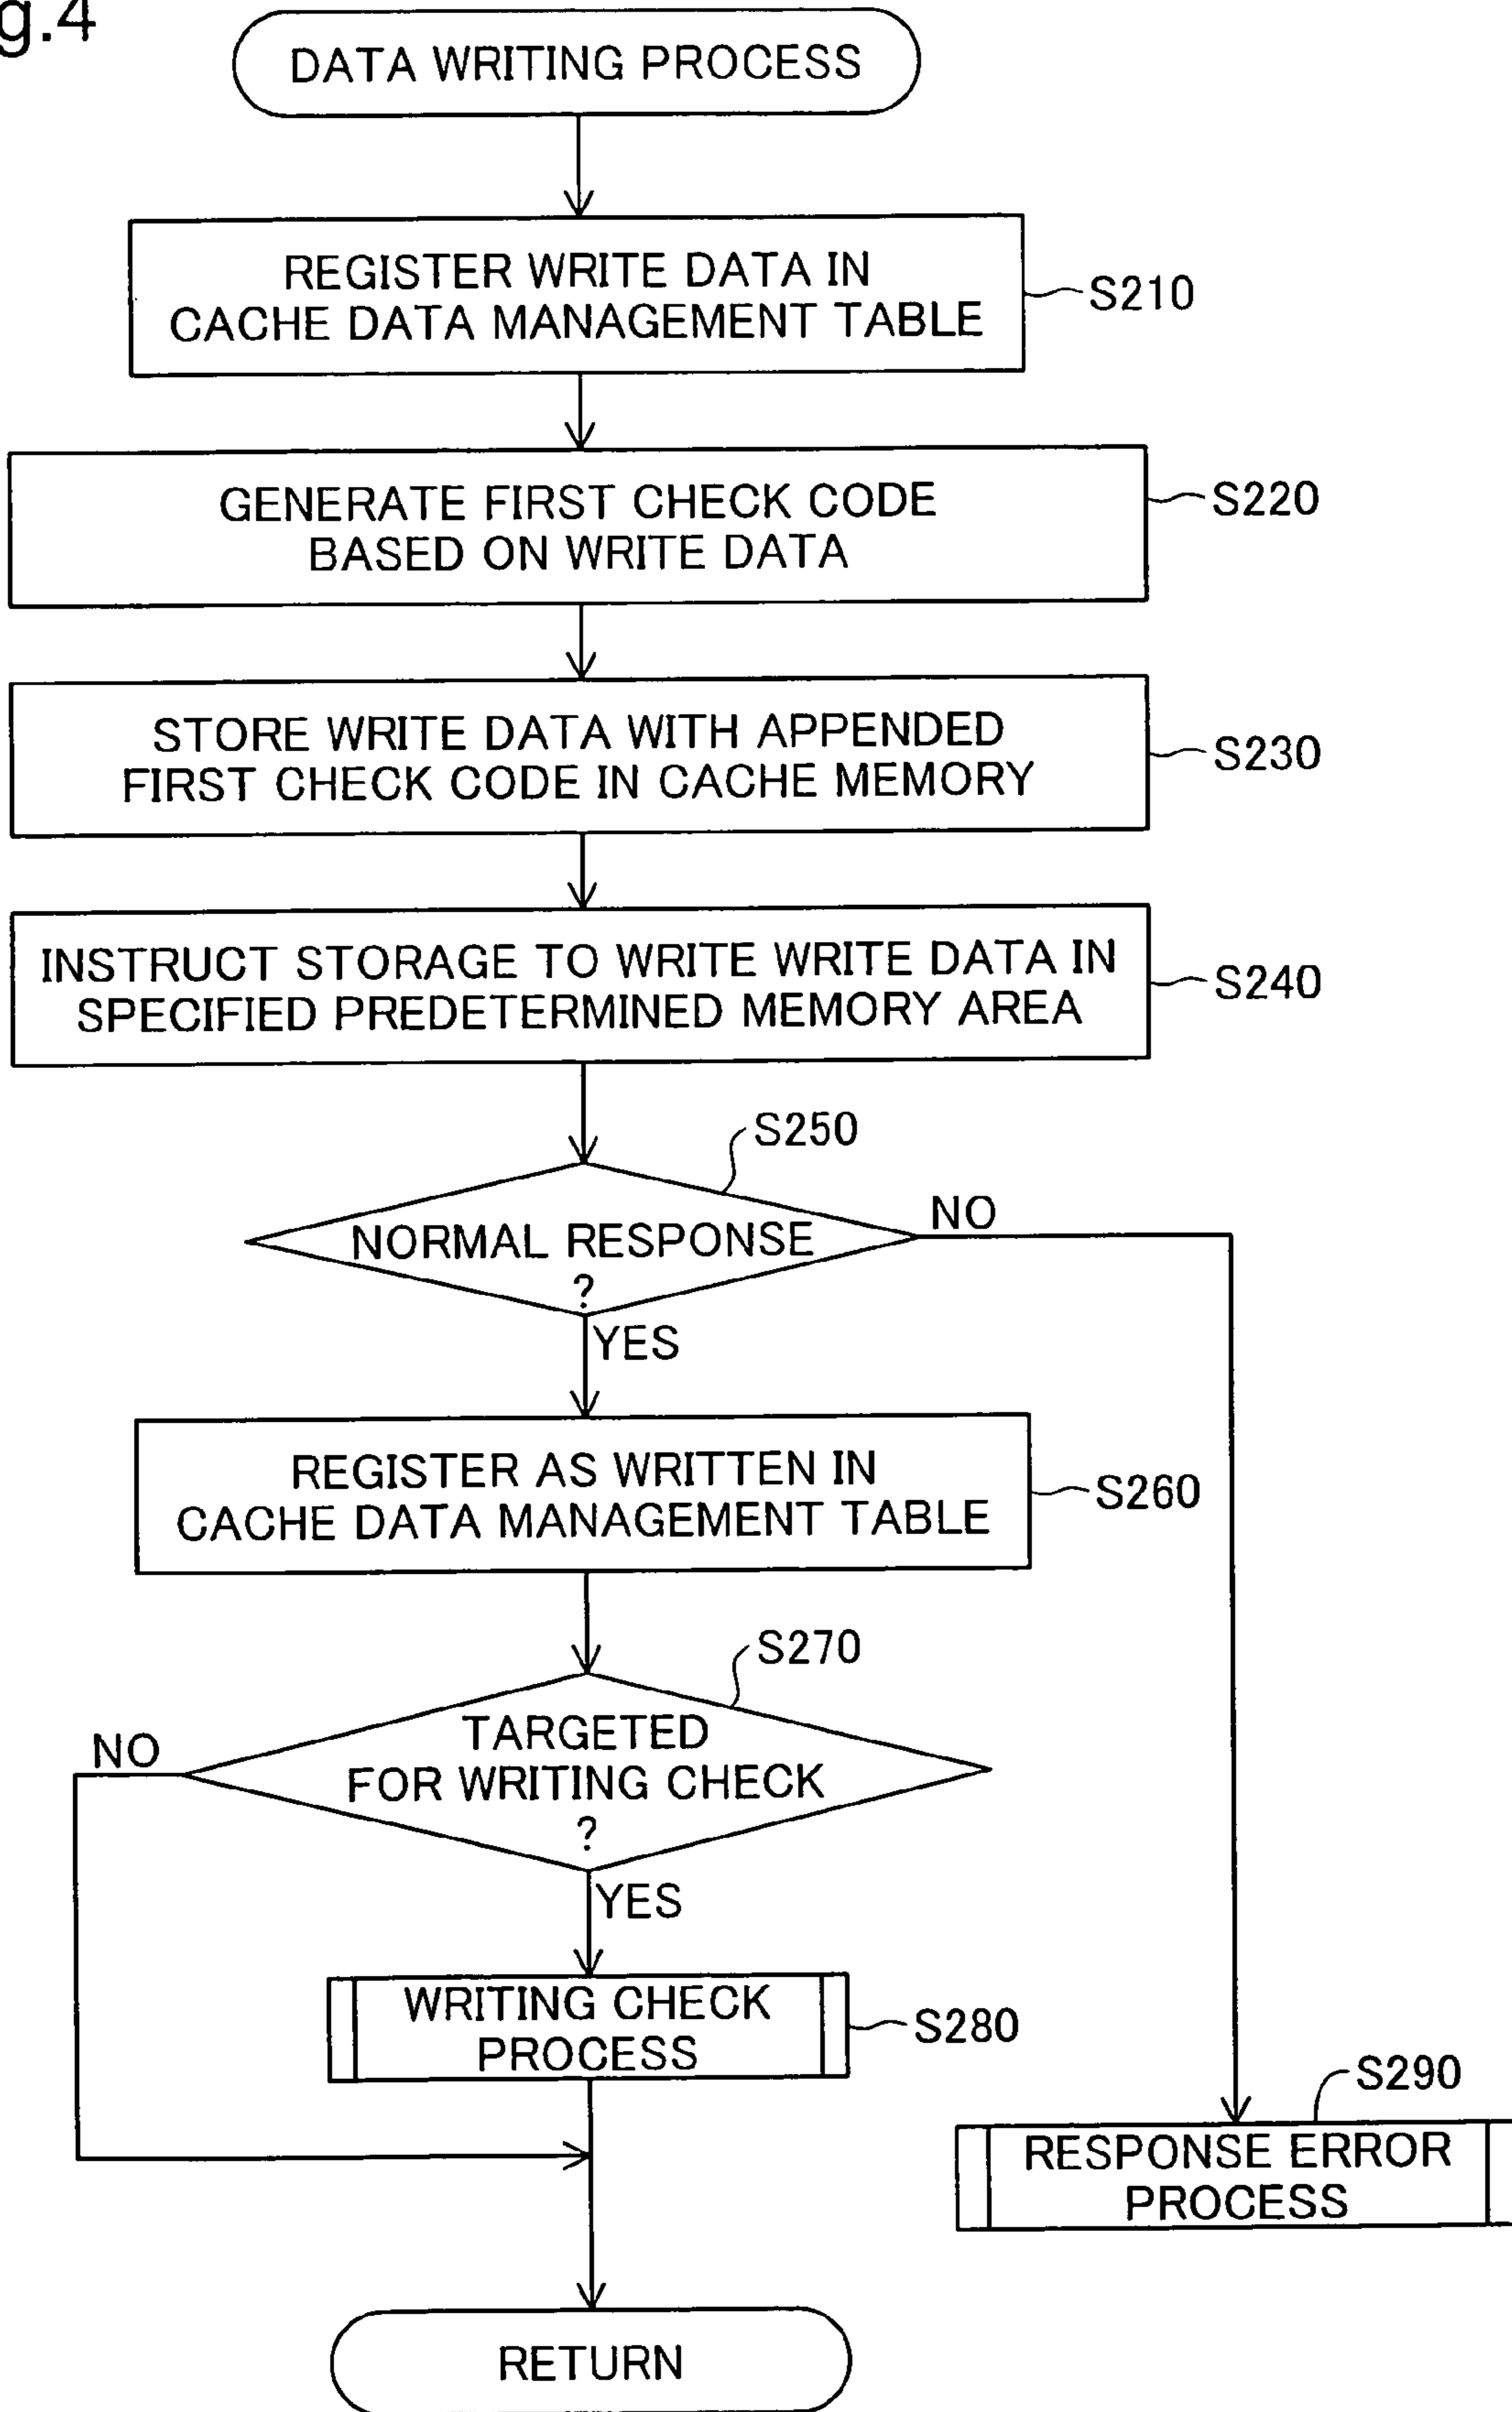 g.4
DATA WRITING PROCESS
REGISTER WRITE DATA IN
CACHE DATA MANAGEMENT TABLE
S210
GENERATE FIRST CHECK CODE
BASED ON WRITE DATA
S220
STORE WRITE DATA WITH APPENDED
FIRST CHECK CODE IN CACHE MEMORY
S230
INSTRUCT STORAGE TO WRITE WRITE DATA IN
SPECIFIED PREDETERMINED MEMORY AREA
S240
S250
NORMAL RESPONSE
?
NO
YES
REGISTER AS WRITTEN IN
CACHE DATA MANAGEMENT TABLE
S260
S270
TARGETED
FOR WRITING CHECK
?
NO
YES
WRITING CHECK
PROCESS
S280
S290
RESPONSE ERROR
PROCESS
RETURN